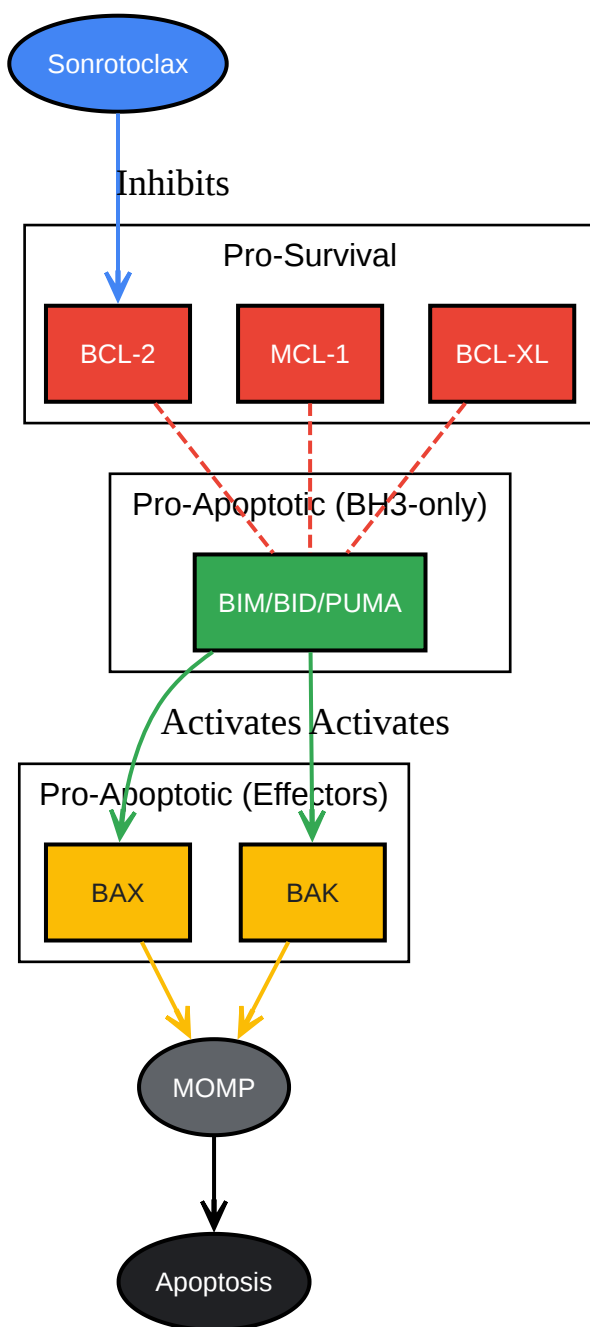 Sonrotoclax
Inhibits
Pro-Survival
BCL-2
MCL-1
BCL-XL
Pro-Apoptotic (BH3-only)
BIM/BID/PUMA
Activates
Activates
Pro-Apoptotic (Effectors)
BAX
BAK
MOMP
Apoptosis